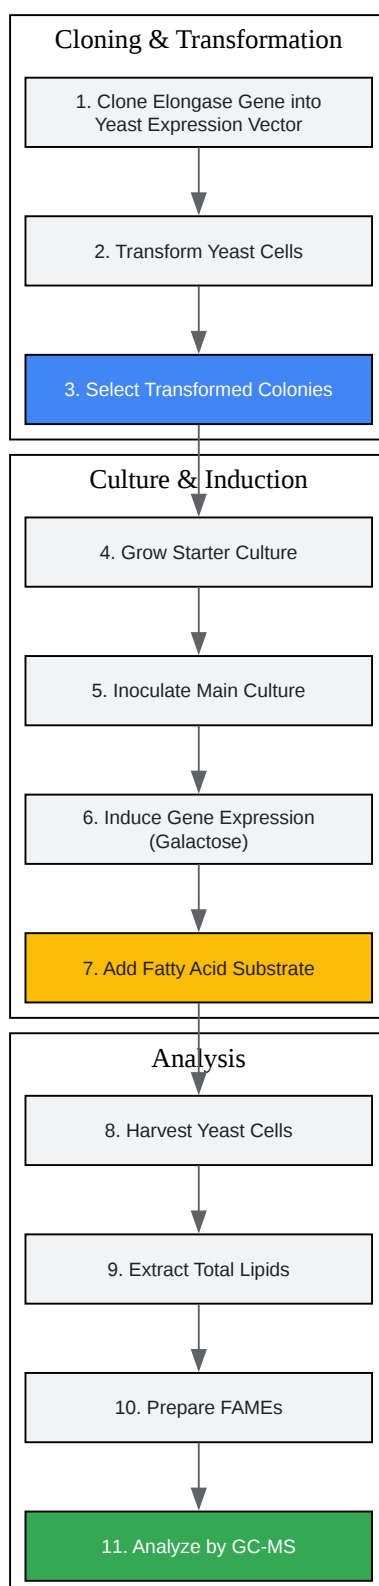 Cloning & Transformation
1. Clone Elongase Gene into
Yeast Expression Vector
2. Transform Yeast Cells
3. Select Transformed Colonies
Culture & Induction
4. Grow Starter Culture
5. Inoculate Main Culture
6. Induce Gene Expression
(Galactose)
7. Add Fatty Acid Substrate
Analysis
8. Harvest Yeast Cells
9. Extract Total Lipids
10. Prepare FAMEs
11. Analyze by GC-MS